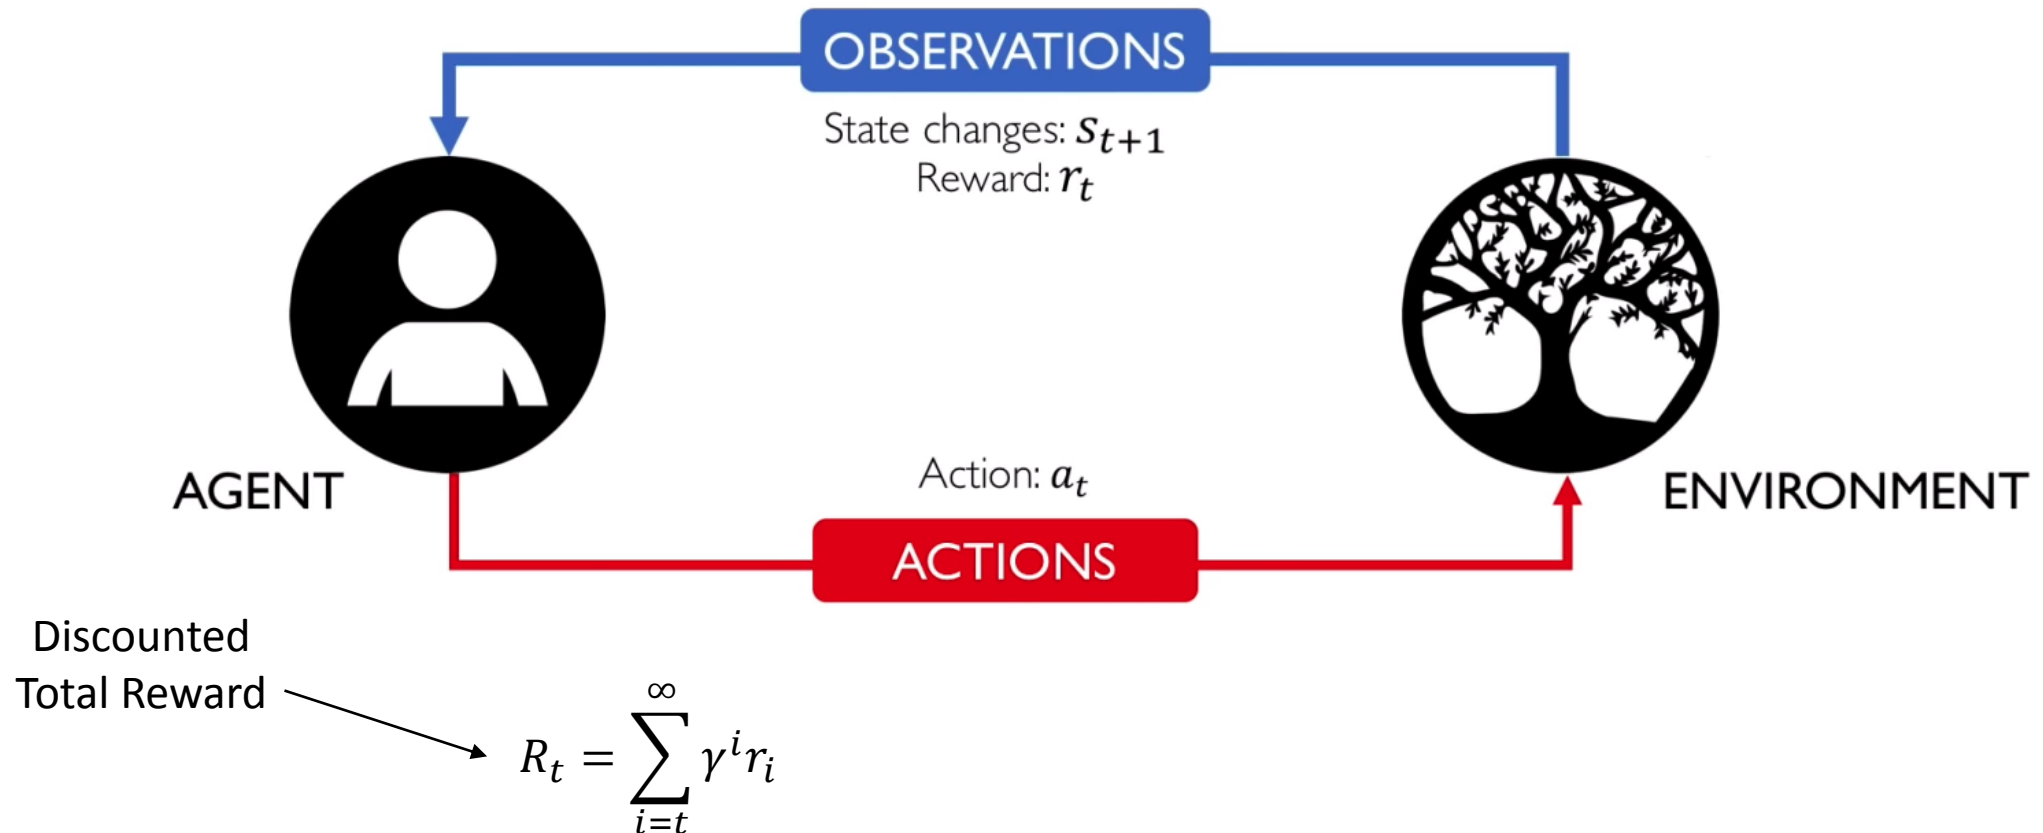 OBSERVATIONS
State changes: s_{t+1}
Reward: r_t
AGENT
Action: a_t
ENVIRONMENT
ACTIONS
Discounted
Total Reward
R_t = \sum_{i=t}^{\infty} γ^i r_i